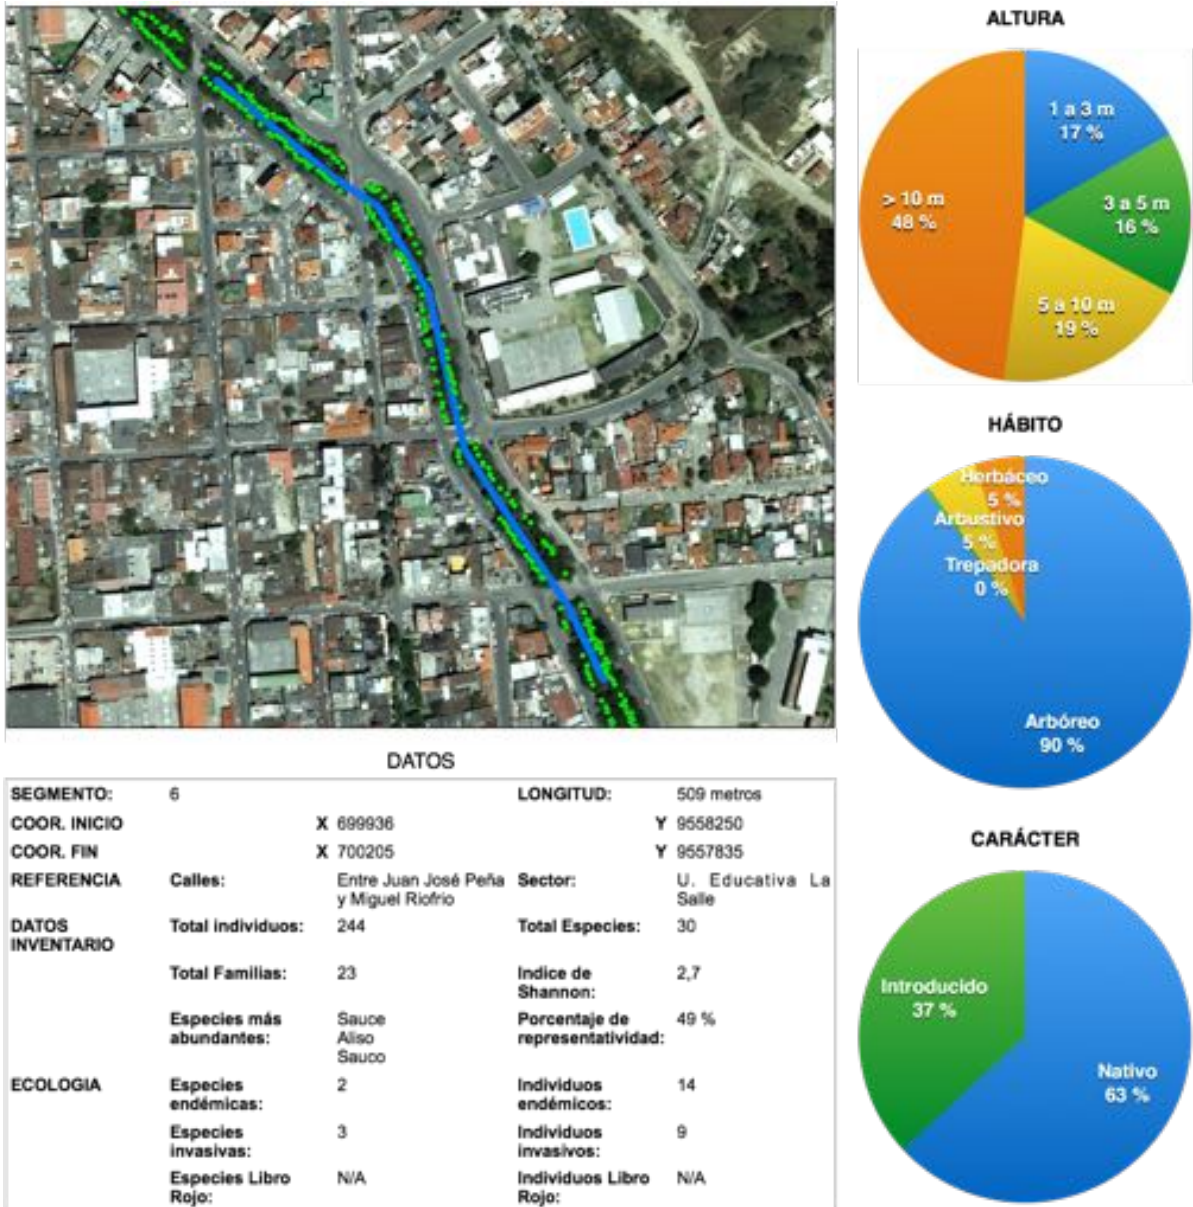 ALTURA
1 a 3 m
17 %
3 a 5 m
16 %
> 10 m
48 %
5 a 10 m
19 %
HÁBITO
Herbáceo
5 %
Arbustivo
5 %
Trepadora
0 %
Arbóreo
90 %
DATOS
SEGMENTO: 6 LONGITUD: 509 metros
COOR. INICIO X 699936 Y 9558250
COOR. FIN X 700205 Y 9557835
REFERENCIA Calles: Entre Juan José Peña Sector: U. Educativa La
y Miguel Riofrio Salle
DATOS Total individuos: 244 Total Especies: 30
INVENTARIO
Total Familias: 23 Indice de 2,7
Shannon:
Especies más Sauce Porcentaje de 49 %
abundantes: Aliso representatividad:
Sauco
ECOLOGIA Especies 2 Individuos 14
endémicas: endémicos:
Especies 3 Individuos 9
invasivas: invasivos:
Especies Libro N/A Individuos Libro N/A
Rojo: Rojo:
CARÁCTER
Introducido
37 %
Nativo
63 %